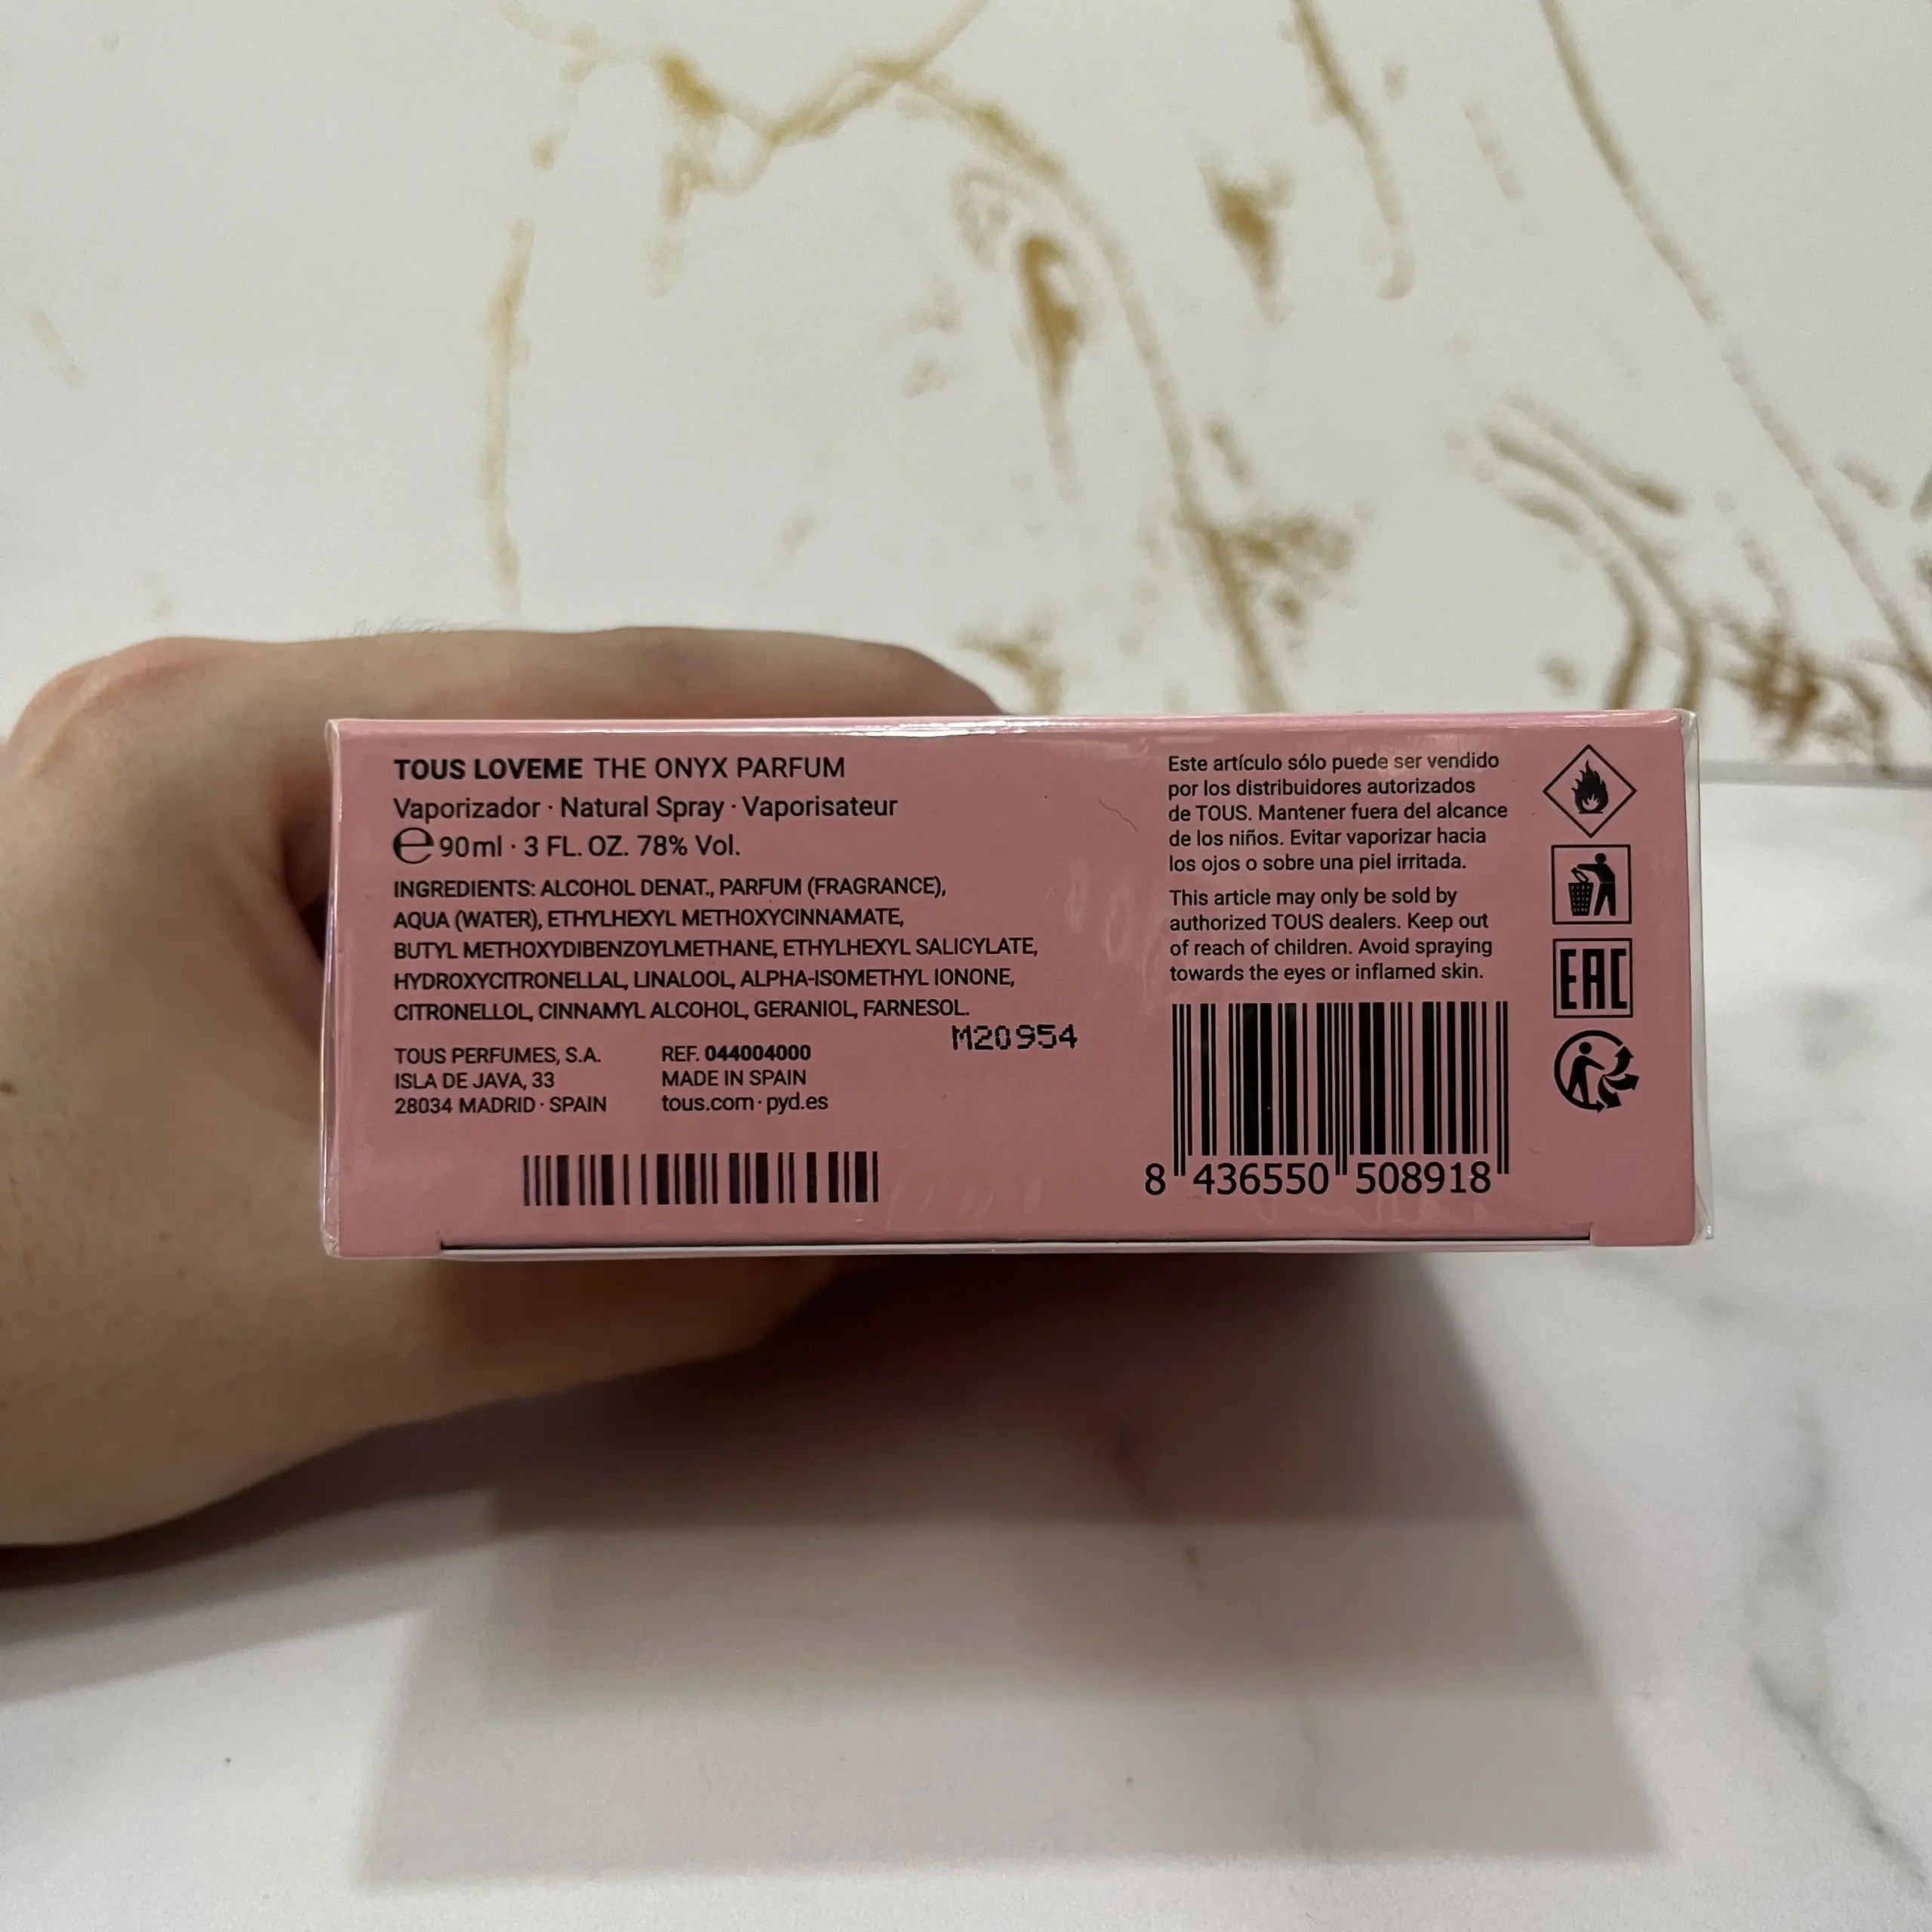 TOUS LOVEME THE ONYX PARFUM
Vaporizador · Natural Spray · Vaporisateur
℮ 90ml · 3 FL. OZ. 78% Vol.
INGREDIENTS: ALCOHOL DENAT., PARFUM (FRAGRANCE),
AQUA (WATER), ETHYLHEXYL METHOXYCINNAMATE,
BUTYL METHOXYDIBENZOYLMETHANE, ETHYLHEXYL SALICYLATE,
HYDROXYCITRONELLAL, LINALOOL, ALPHA-ISOMETHYL IONONE,
CITRONELLOL, CINNAMYL ALCOHOL, GERANIOL, FARNESOL.
M20954
TOUS PERFUMES, S.A.
ISLA DE JAVA, 33
28034 MADRID · SPAIN
REF. 044004000
MADE IN SPAIN
tous.com · pyd.es
Este artículo sólo puede ser vendido
por los distribuidores autorizados
de TOUS. Mantener fuera del alcance
de los niños. Evitar vaporizar hacia
los ojos o sobre una piel irritada.
This article may only be sold by
authorized TOUS dealers. Keep out
of reach of children. Avoid spraying
towards the eyes or inflamed skin.
8 436550 508918
EAC